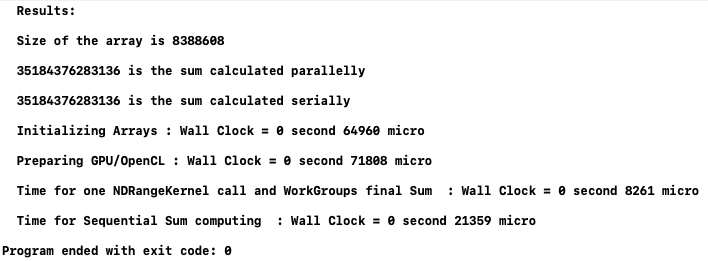 Results:
Size of the array is 8388608
35184376283136 is the sum calculated parallelly
35184376283136 is the sum calculated serially
Initializing Arrays : Wall Clock = 0 second 64960 micro
Preparing GPU/OpenCL : Wall Clock = 0 second 71808 micro
Time for one NDRangeKernel call and WorkGroups final Sum  : Wall Clock = 0 second 8261 micro
Time for Sequential Sum computing  : Wall Clock = 0 second 21359 micro
Program ended with exit code: 0